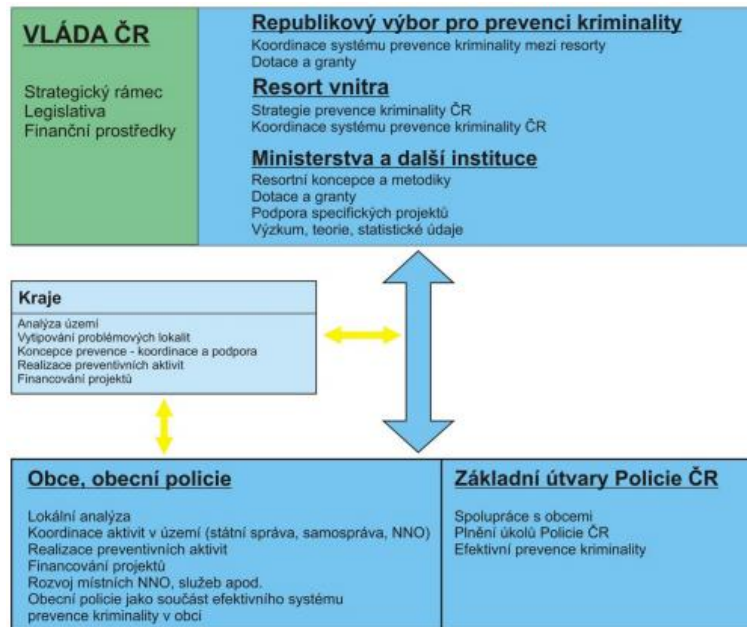 VLÁDA ČR
Strategický rámec
Legislativa
Finanční prostředky
Republikový výbor pro prevenci kriminality
Koordinace systému prevence kriminality mezi resorty
Dotace a granty
Resort vnitra
Strategie prevence kriminality ČR
Koordinace systému prevence kriminality ČR
Ministerstva a další instituce
Resortní koncepce a metodiky
Dotace a granty
Podpora specifických projektů
Výzkum, teorie, statistické údaje
Kraje
Analýza území
Vytipování problémových lokalit
Koncepce prevence - koordinace a podpora
Realizace preventivních aktivit
Financování projektů
Obce, obecní policie
Lokální analýza
Koordinace aktivit v území (státní správa, samospráva, NNO)
Realizace preventivních aktivit
Financování projektů
Rozvoj místních NNO, služeb apod.
Obecní policie jako součást efektivního systému
prevence kriminality v obci
Základní útvary Policie ČR
Spolupráce s obcemi
Plnění úkolů Policie ČR
Efektivní prevence kriminality